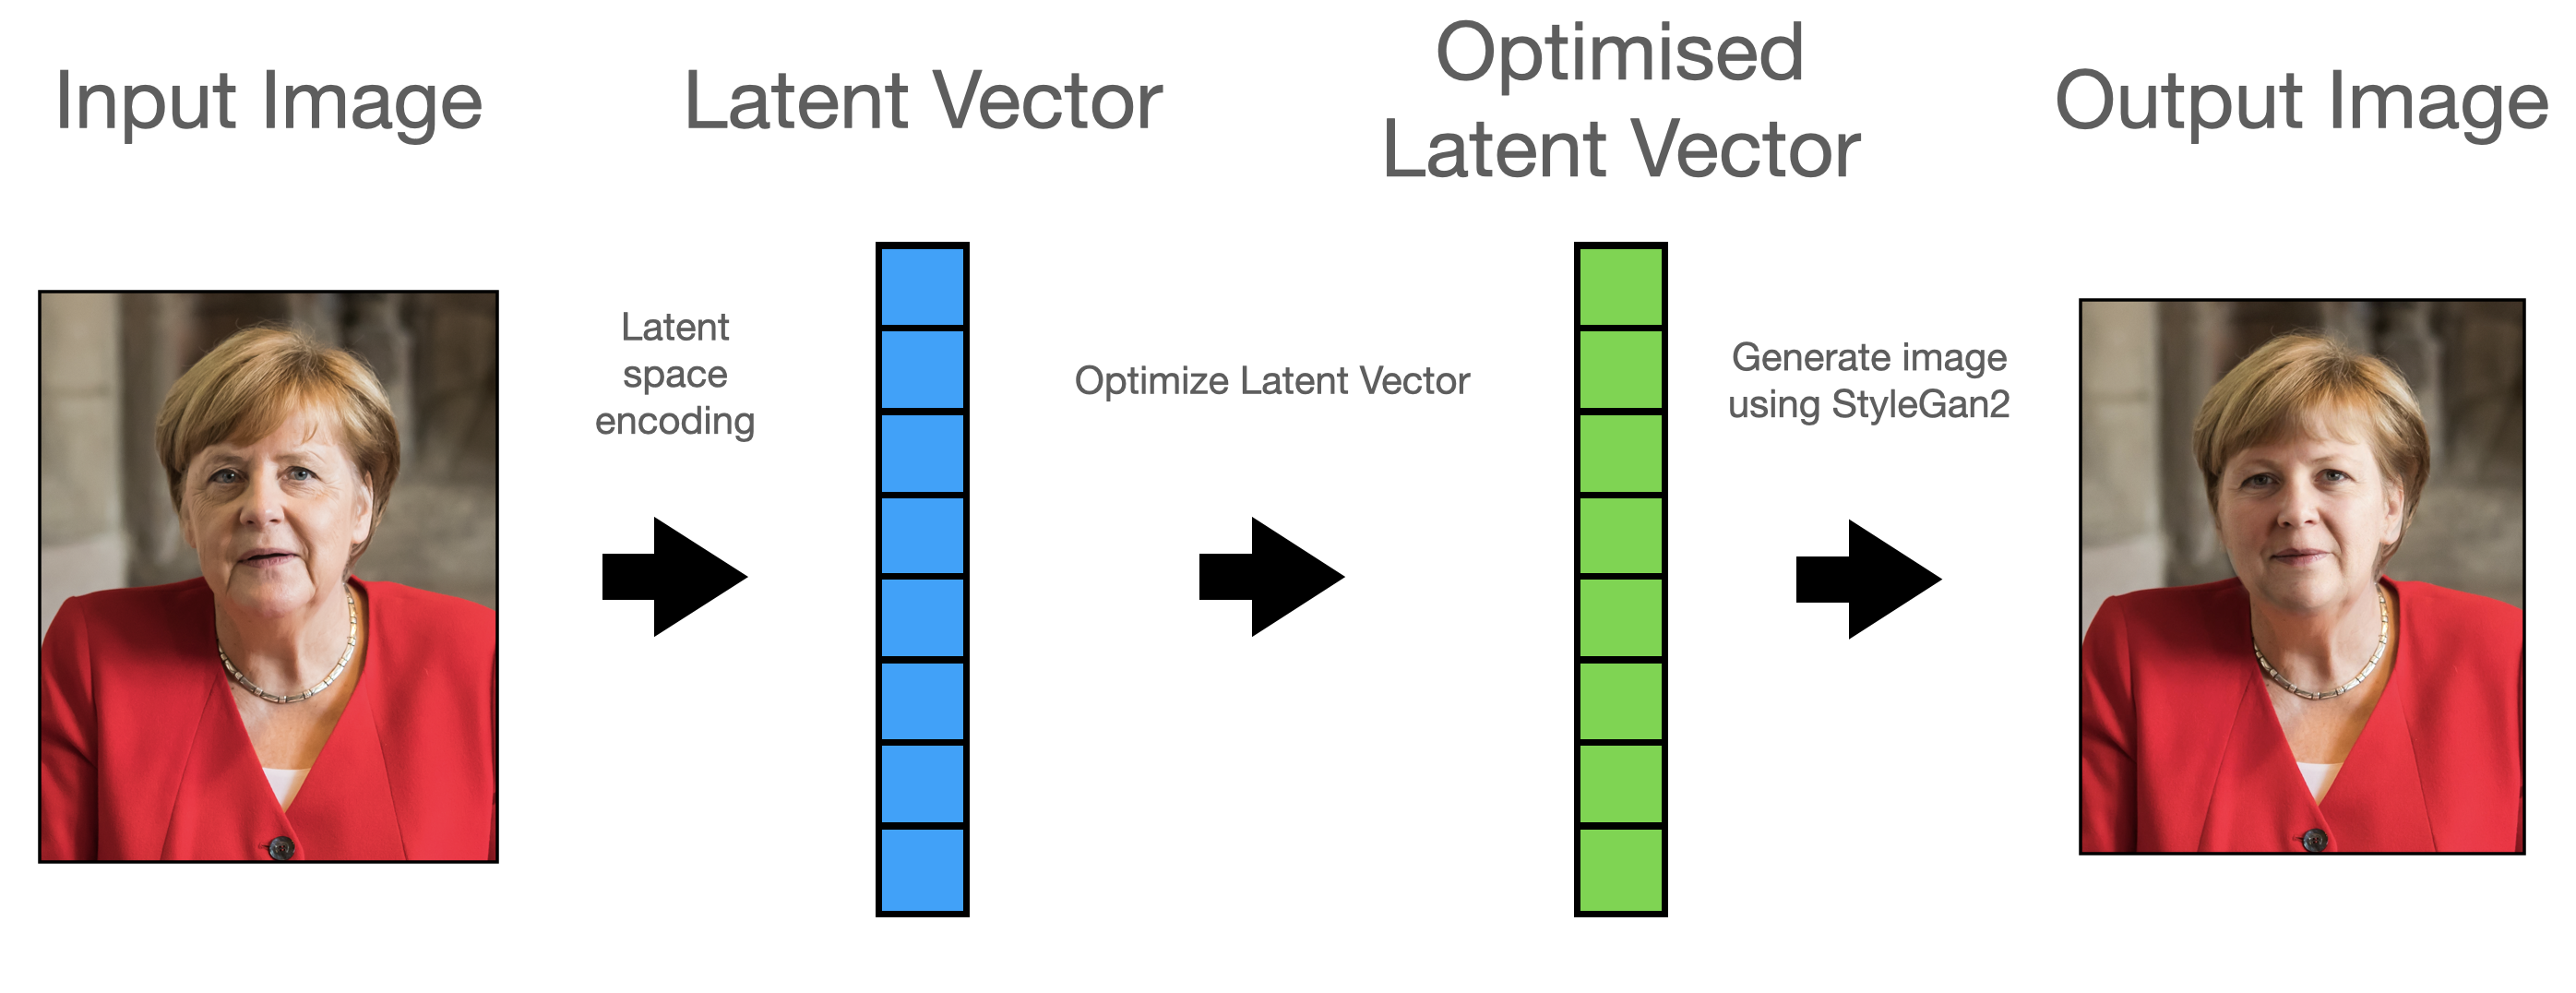 Input Image
Latent Vector
Optimised
Latent Vector
Output Image
Latent
space
encoding
Optimize Latent Vector
Generate image
using StyleGan2